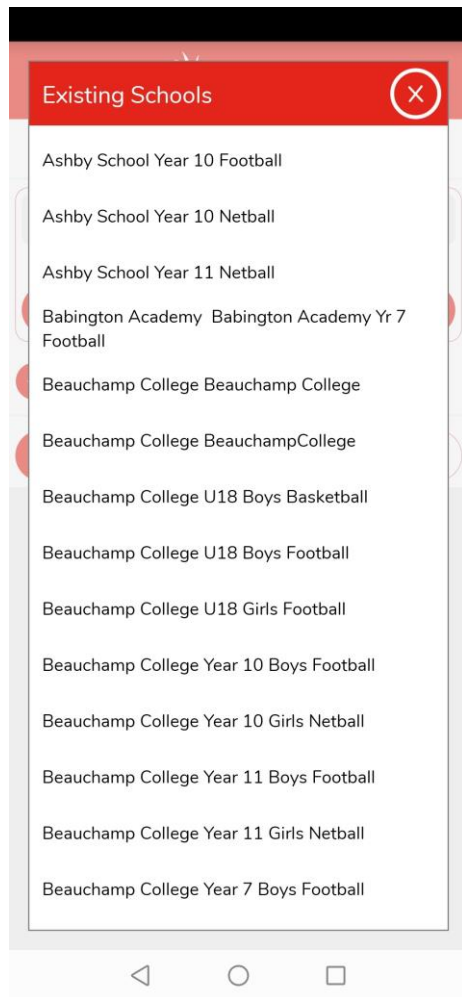 Existing Schools
Ashby School Year 10 Football
Ashby School Year 10 Netball
Ashby School Year 11 Netball
Babington Academy  Babington Academy Yr 7
Football
Beauchamp College Beauchamp College
Beauchamp College BeauchampCollege
Beauchamp College U18 Boys Basketball
Beauchamp College U18 Boys Football
Beauchamp College U18 Girls Football
Beauchamp College Year 10 Boys Football
Beauchamp College Year 10 Girls Netball
Beauchamp College Year 11 Boys Football
Beauchamp College Year 11 Girls Netball
Beauchamp College Year 7 Boys Football